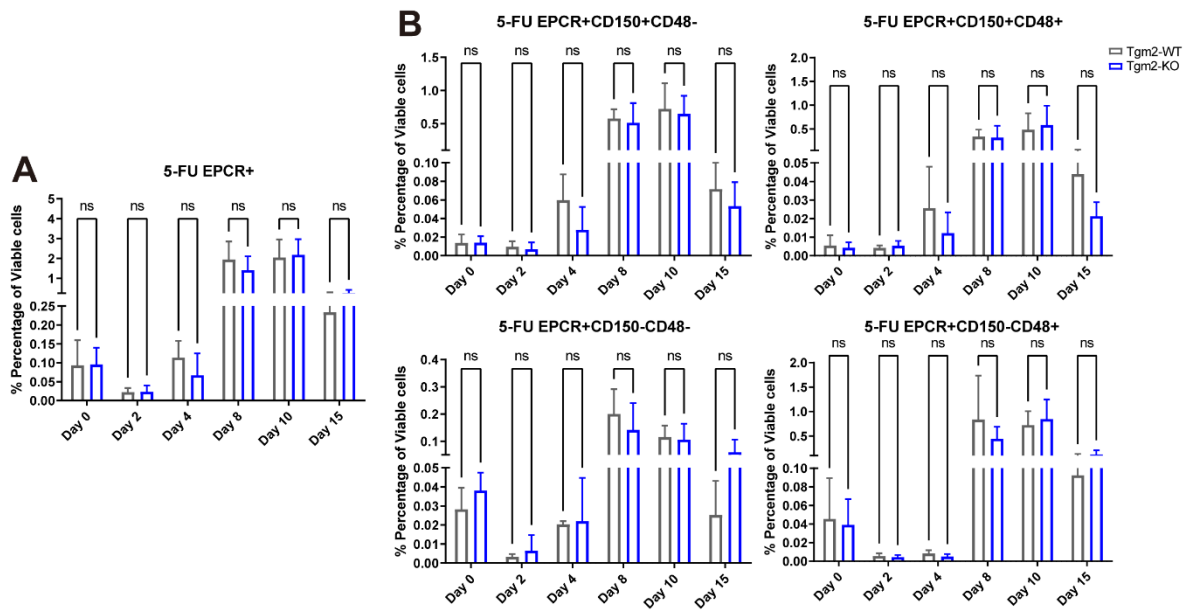 A
5-FU EPCR+
ns ns ns ns ns ns
% Percentage of Viable cells
5
4
3
2
1
0.25
0.20
0.15
0.10
0.05
0.00
Day 0 Day 2 Day 4 Day 8 Day 10 Day 15
B
5-FU EPCR+CD150+CD48-
ns ns ns ns ns ns
% Percentage of Viable cells
1.5
1.0
0.5
0.10
0.08
0.06
0.04
0.02
0.00
Day 0 Day 2 Day 4 Day 8 Day 10 Day 15
5-FU EPCR+CD150+CD48+
ns ns ns ns ns ns
% Percentage of Viable cells
2.0
1.5
1.0
0.5
0.05
0.04
0.03
0.02
0.01
0.00
Day 0 Day 2 Day 4 Day 8 Day 10 Day 15
Tgm2-WT
Tgm2-KO
5-FU EPCR+CD150-CD48-
ns ns ns ns ns ns
% Percentage of Viable cells
0.4
0.3
0.2
0.1
0.05
0.04
0.03
0.02
0.01
0.00
Day 0 Day 2 Day 4 Day 8 Day 10 Day 15
5-FU EPCR+CD150-CD48+
ns ns ns ns ns ns
% Percentage of Viable cells
2.0
1.5
1.0
0.5
0.10
0.08
0.06
0.04
0.02
0.00
Day 0 Day 2 Day 4 Day 8 Day 10 Day 15